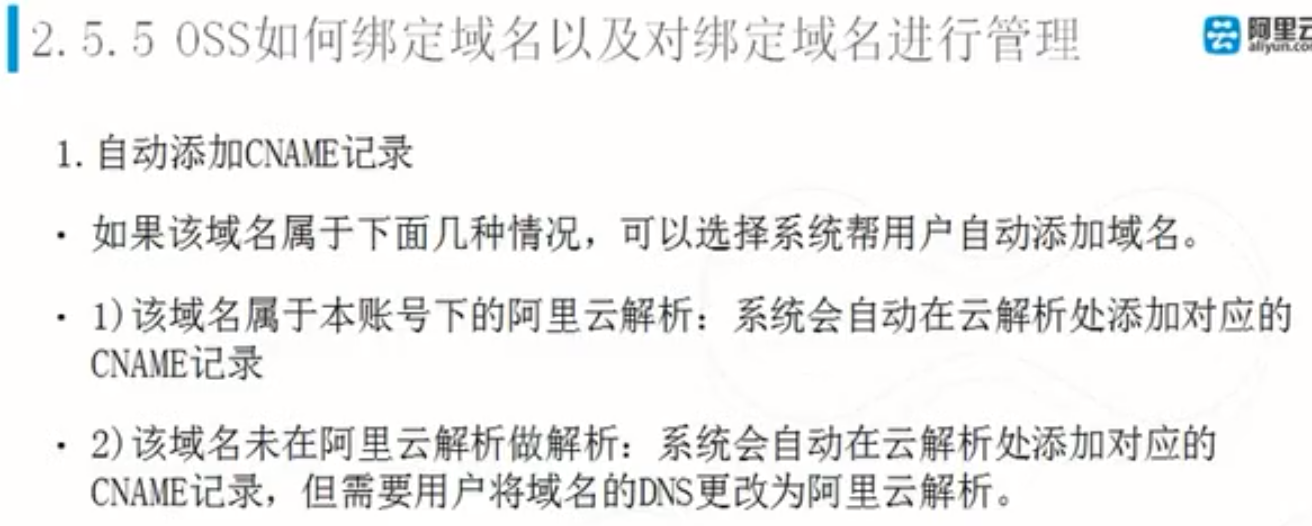 2.5.5 OSS如何绑定域名以及对绑定域名进行管理
阿里云
aliyun.com
1.自动添加CNAME记录
· 如果该域名属于下面几种情况，可以选择系统帮用户自动添加域名。
· 1)该域名属于本账号下的阿里云解析：系统会自动在云解析处添加对应的
CNAME记录
· 2)该域名未在阿里云解析做解析：系统会自动在云解析处添加对应的
CNAME记录，但需要用户将域名的DNS更改为阿里云解析。